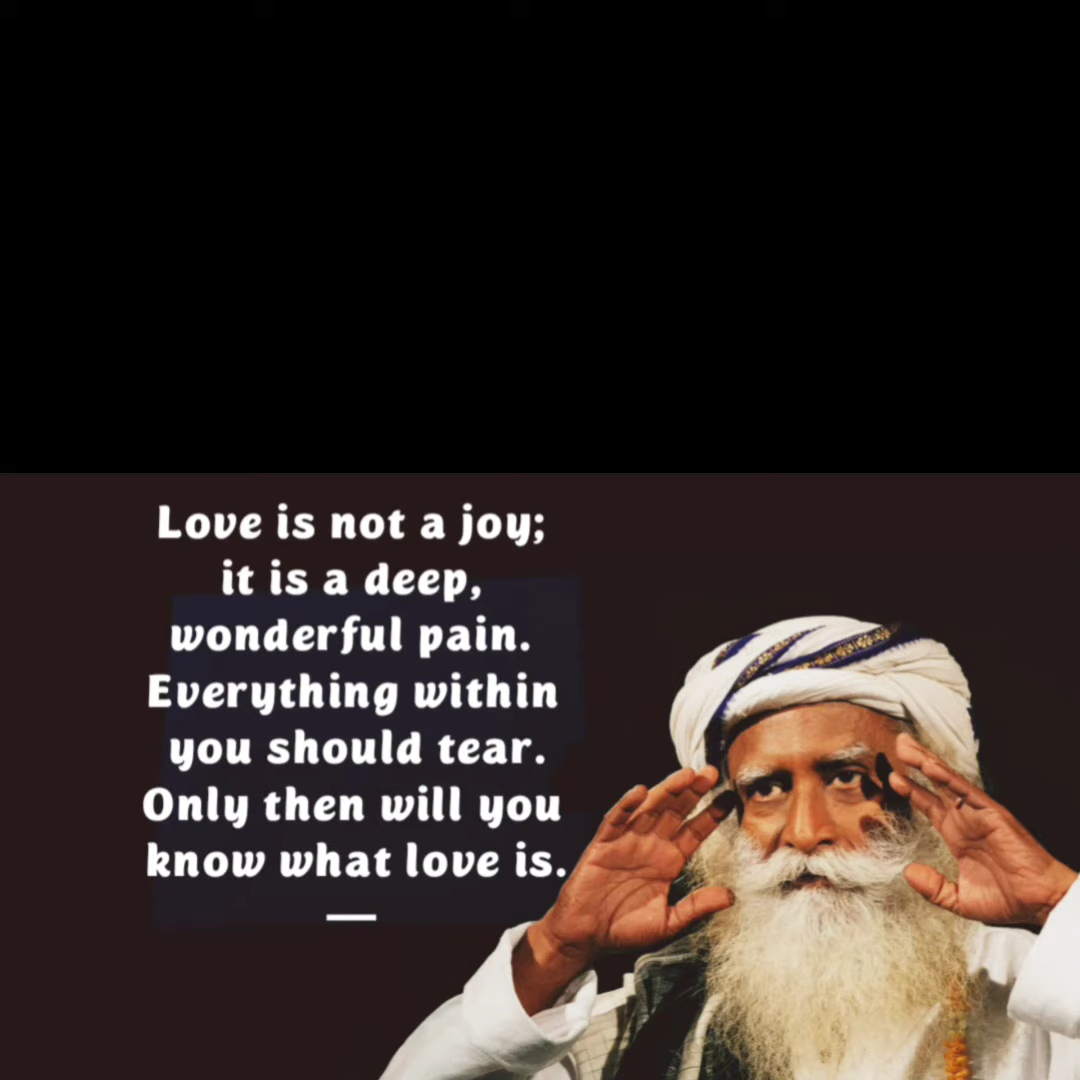 Love is not a joy;
it is a deep,
wonderful pain.
Everything within
you should tear.
Only then will you
know what love is.